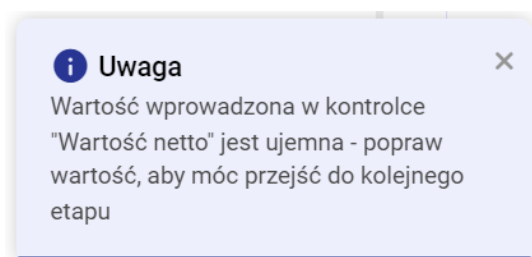 Uwaga
Wartość wprowadzona w kontrolce
"Wartość netto" jest ujemna - popraw
wartość, aby móc przejść do kolejnego
etapu